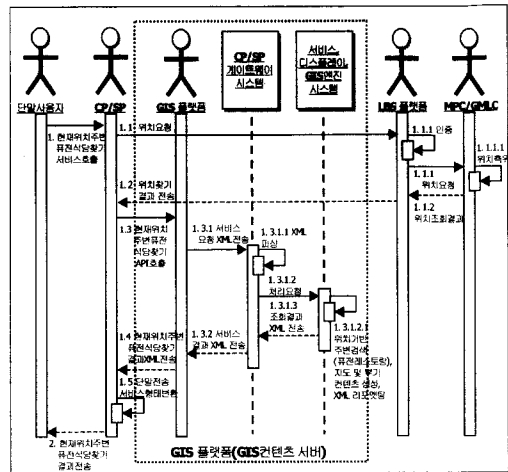 CP/SP
게이트웨이
시스템
서비스,
디스플레이,
GIS엔진
시스템
단말사용자
CP/SP
GIS 플랫폼
LBS 플랫폼
MPC/GMLC
1. 현재위치주변
퓨전식당찾기
서비스호출
1.1 위치요청
1.1.1 인증
1.1.1
위치요청
1.1.1.1
위치측위
1.1.2
위치조회결과
1.2 위치찾기
결과 전송
1.3 현재위치
주변퓨전
식당찾기
API호출
1.3.1 서비스
요청 XML전송
1.3.1.1 XML
파싱
1.3.1.2
처리요청
1.3.1.3
조회결과
XML 전송
1.3.1.2.1
위치기반
주변검색
(퓨전레스토랑),
지도 및
컨텐츠 생성,
XML 리포맷팅
1.3.2 서비스
결과 XML 전송
1.4 현재위치주변
퓨전식당찾기
결과XML전송
1.5 단말전송
서비스형태변환
2. 현재위치주변
퓨전식당찾기
결과전송
GIS 플랫폼(GIS컨텐츠 서버)